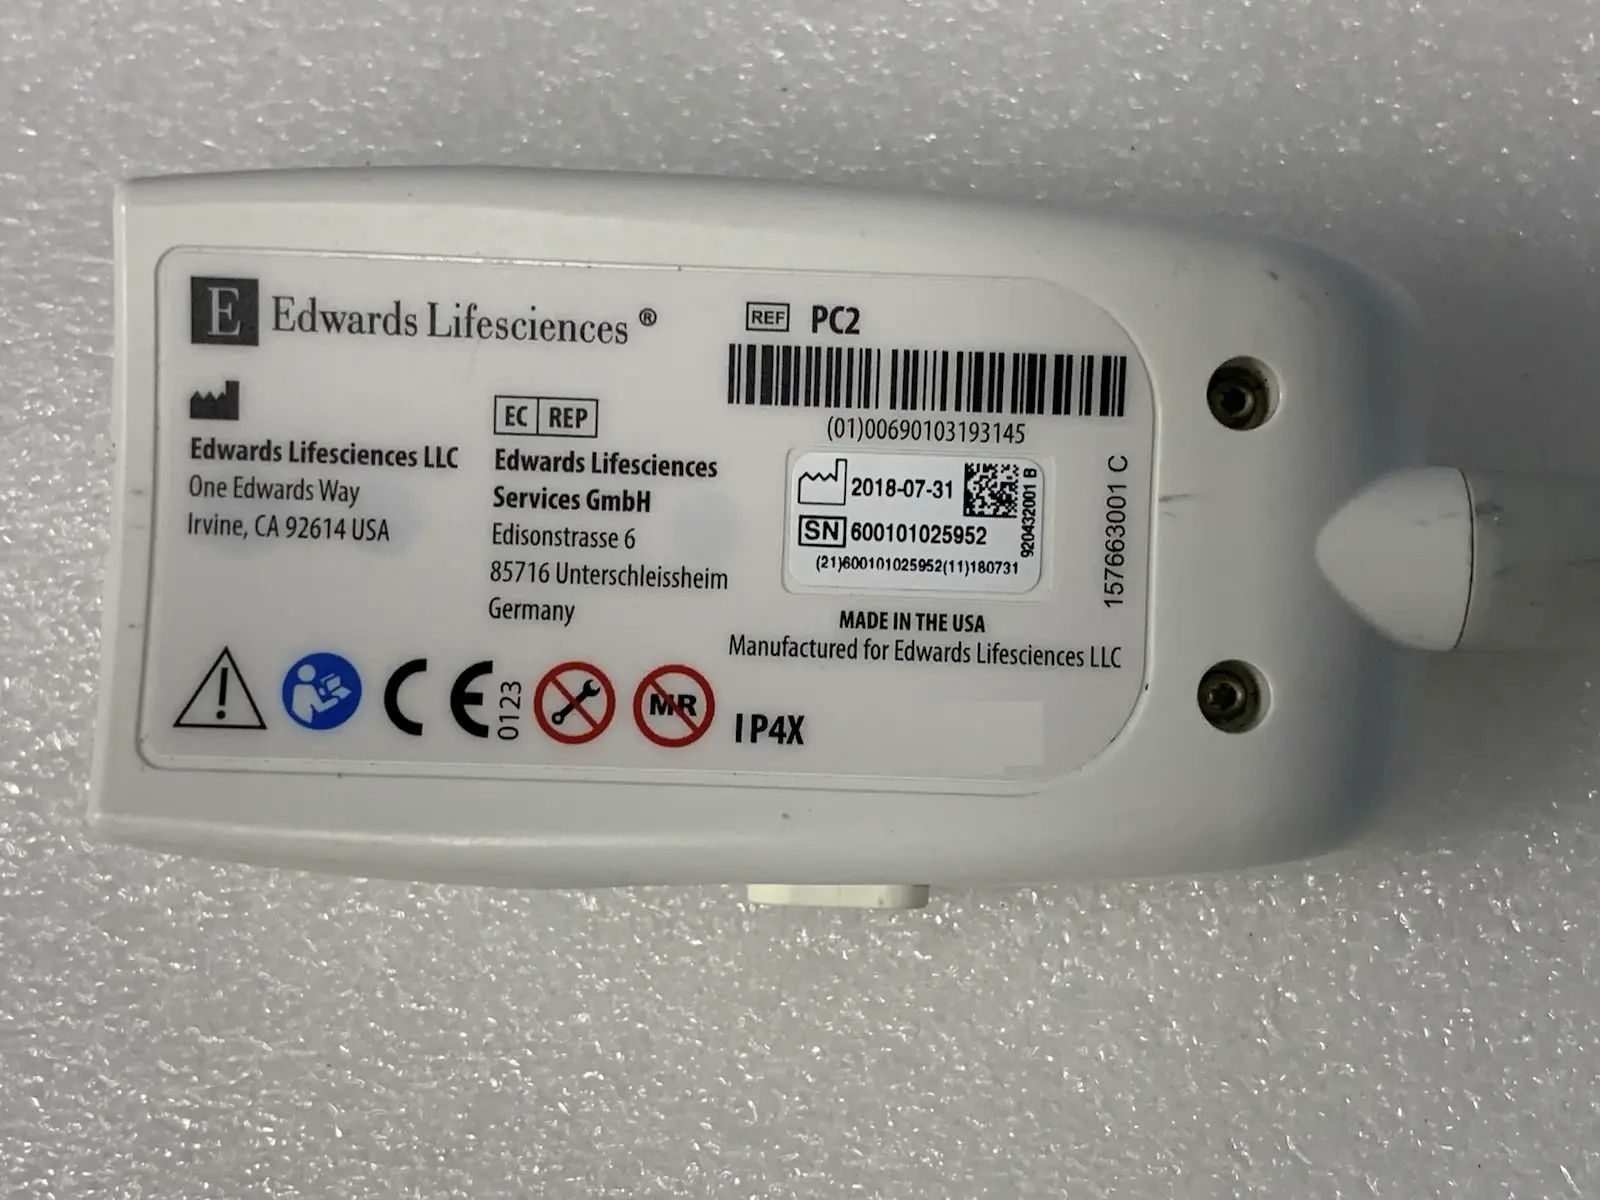 E Edwards Lifesciences ®
Edwards Lifesciences LLC
One Edwards Way
Irvine, CA 92614 USA
EC REP
Edwards Lifesciences
Services GmbH
Edisonstrasse 6
85716 Unterschleissheim
Germany
REF PC2
(01)00690103193145
2018-07-31
SN 600101025952
(21)600101025952(11)180731
920432001 B
MADE IN THE USA
Manufactured for Edwards Lifesciences LLC
157663001 C
CE 0123
MR
IP4X